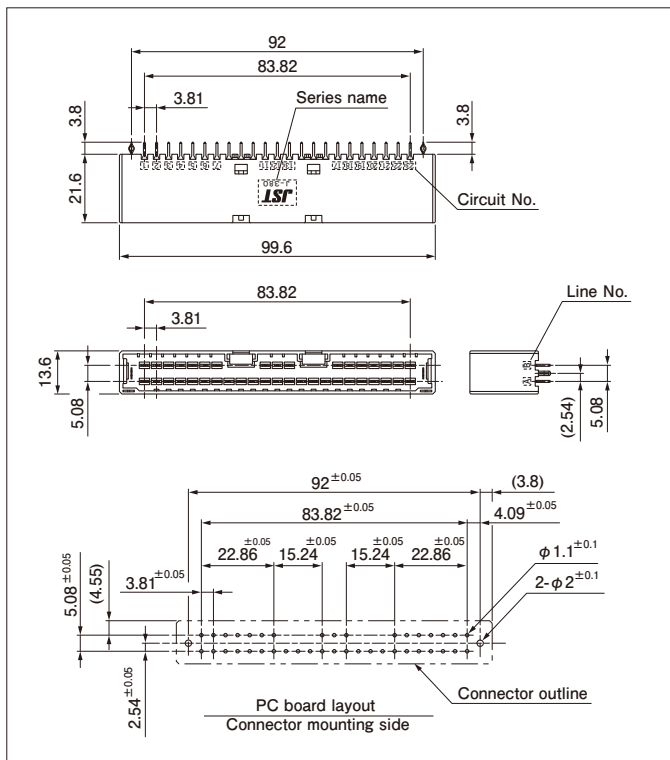 92
83.82
3.81
Series name
3.8
3.8
21.6
J-380
JST
Circuit No.
99.6
83.82
Line No.
3.81
13.6
5.08
(2.54)
5.08
92±0.05
(3.8)
83.82±0.05
4.09±0.05
22.86±0.05
15.24±0.05
15.24±0.05
22.86±0.05
φ1.1±0.1
3.81±0.05
2-φ2±0.1
5.08±0.05
(4.55)
2.54±0.05
PC board layout
Connector mounting side
Connector outline